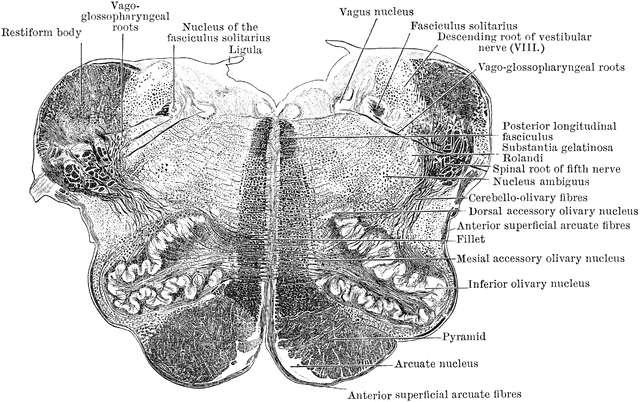 Vago-
glossopharyngeal
roots
Restiform body
Nucleus of the
fasciculus solitarius
Ligula
Vagus nucleus
Fasciculus solitarius
Descending root of vestibular
nerve (VIII.)
Vago-glossopharyngeal roots
Posterior longitudinal
fasciculus
Substantia gelatinosa
Rolandi
Spinal root of fifth nerve
Nucleus ambiguus
Cerebello-olivary fibres
Dorsal accessory olivary nucleus
Anterior superficial arcuate fibres
Fillet
Mesial accessory olivary nucleus
Inferior olivary nucleus
Pyramid
Arcuate nucleus
Anterior superficial arcuate fibres